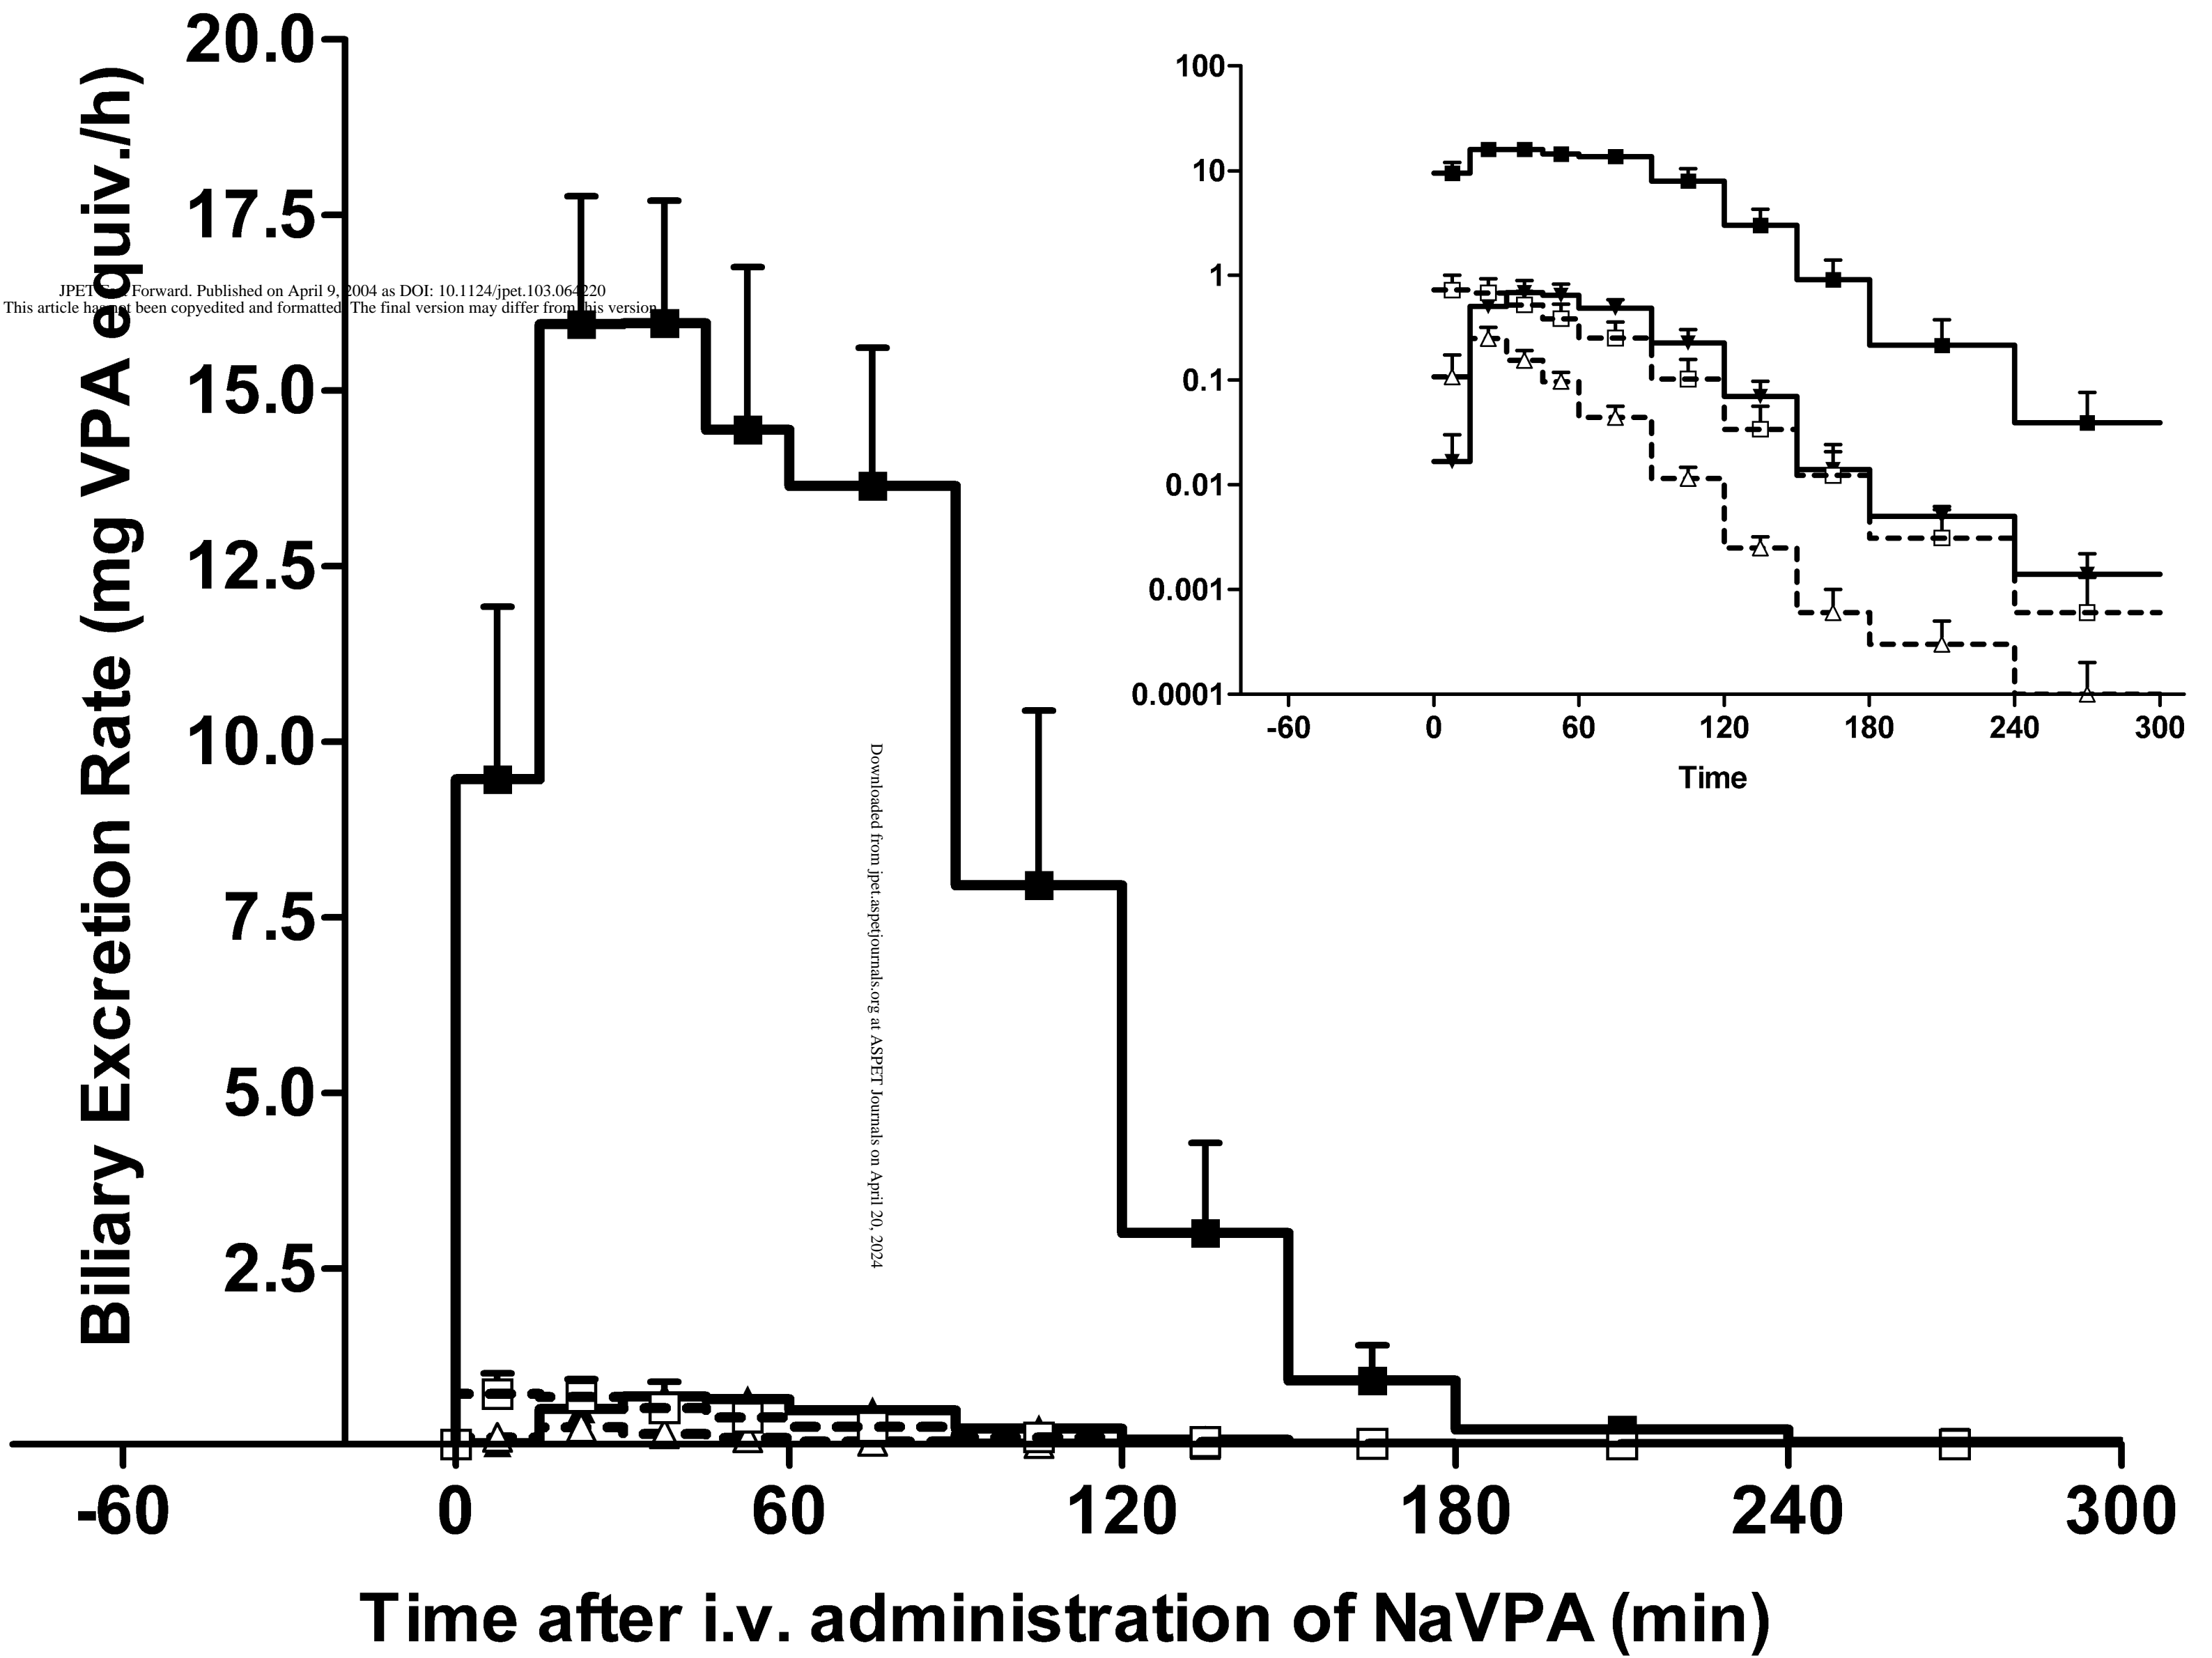 20.0
17.5
15.0
12.5
10.0
7.5
5.0
2.5
Biliary Excretion Rate (mg VPA equiv./h)
JPET Fast Forward. Published on April 9, 2004 as DOI: 10.1124/jpet.103.064220
This article has not been copyedited and formatted. The final version may differ from this version.
100
10
1
0.1
0.01
0.001
0.0001
-60 0 60 120 180 240 300
Time
Downloaded from jpet.aspetjournals.org at ASPET Journals on April 20, 2024
-60 0 60 120 180 240 300
Time after i.v. administration of NaVPA (min)